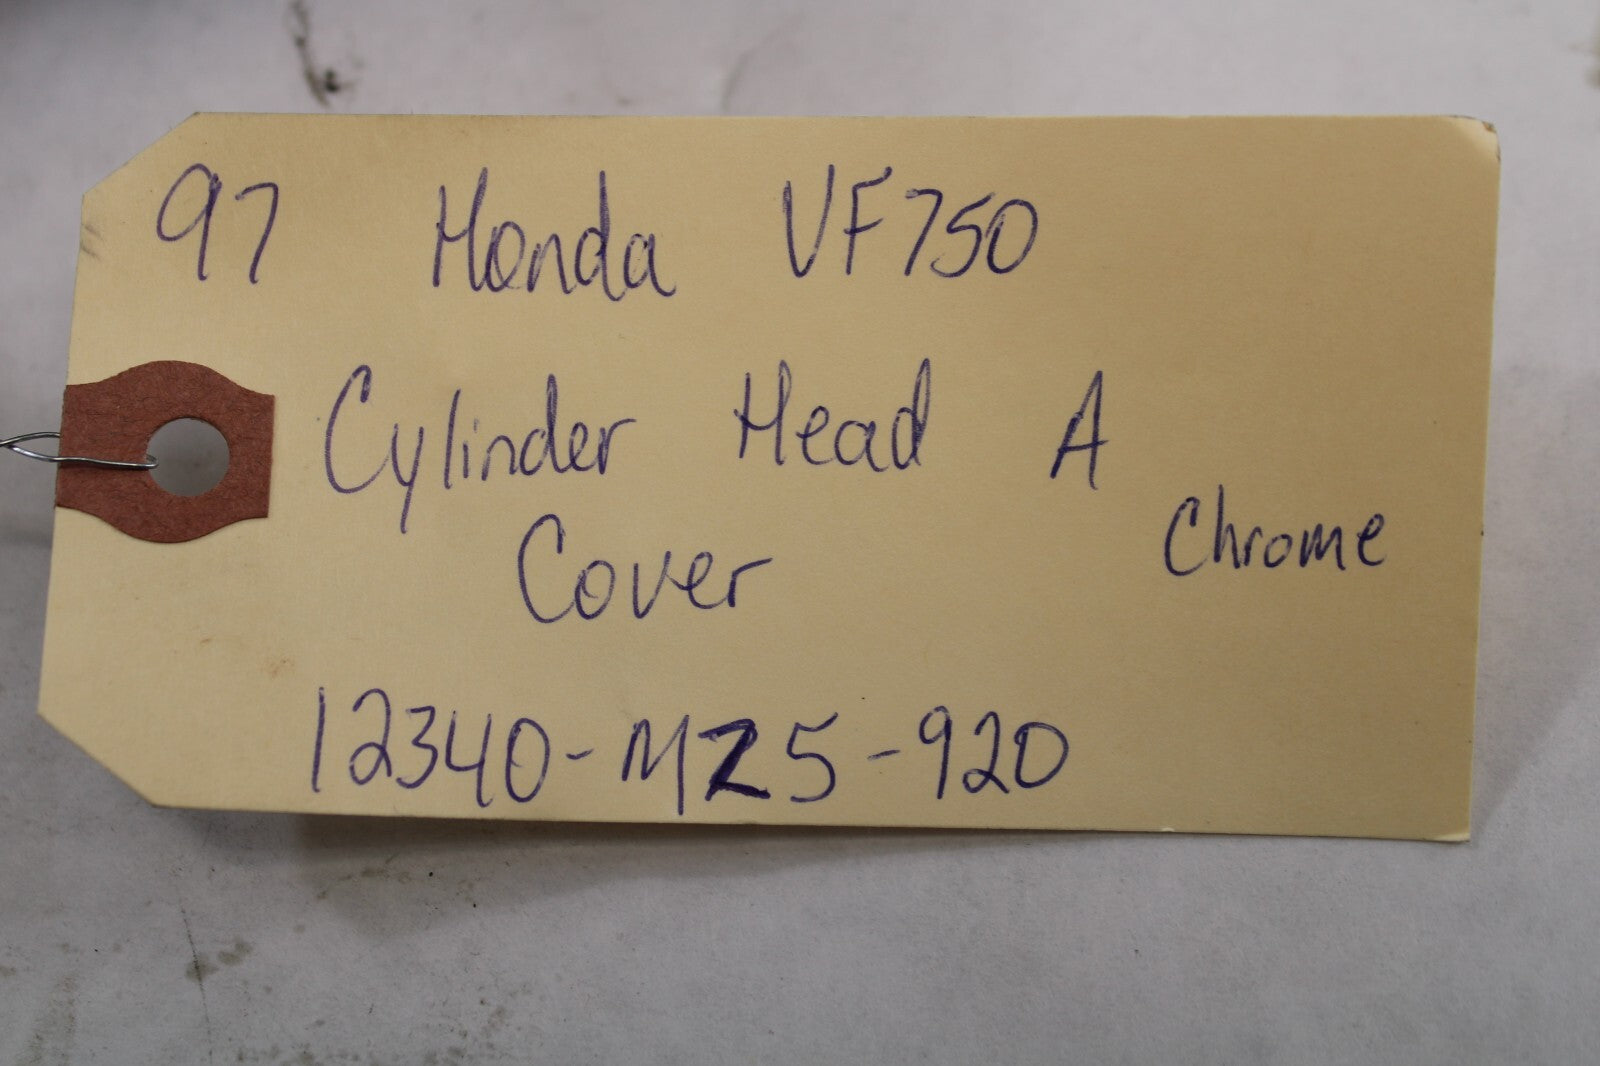 97 Honda VF750
Cylinder Head A
Chrome
Cover
12340-MZ5-920